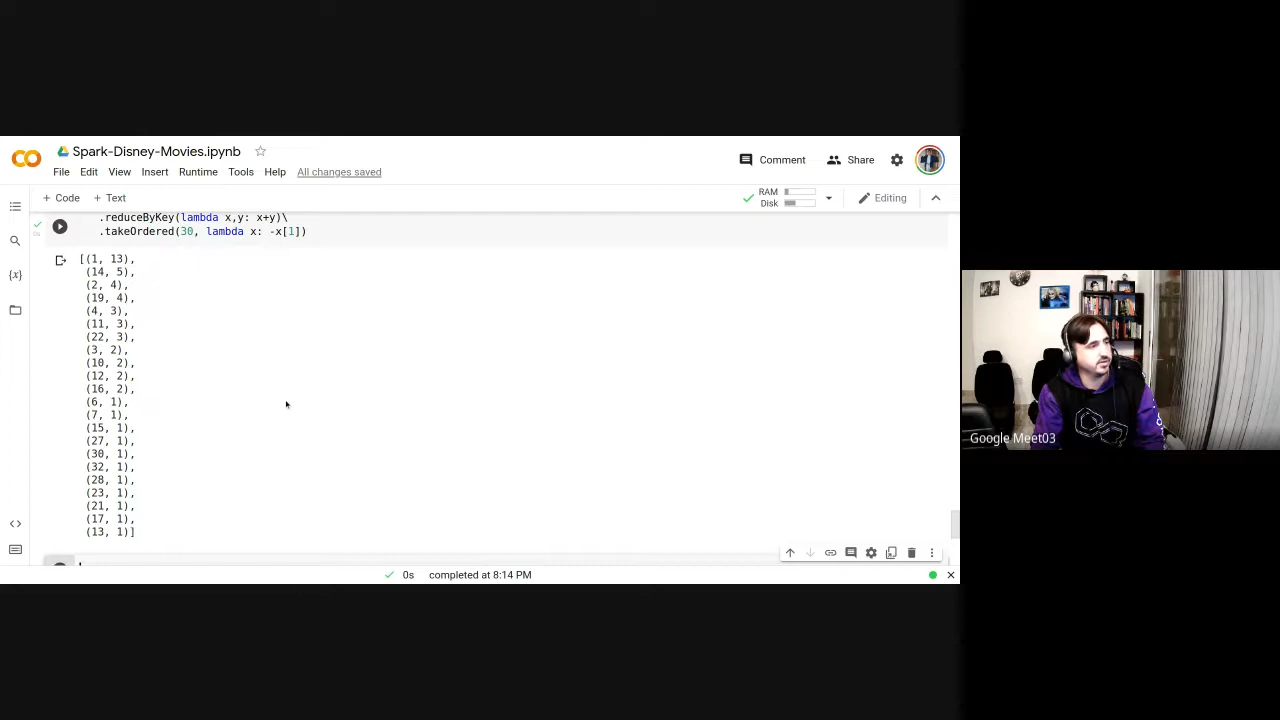 Spark-Disney-Movies.ipynb
Comment
Share
File Edit View Insert Runtime Tools Help All changes saved
+ Code + Text
RAM
Disk
Editing
.reduceByKey(lambda x,y: x+y)\
.takeOrdered(30, lambda x: -x[1])
[(1, 13),
(14, 5),
(2, 4),
(19, 4),
(4, 3),
(11, 3),
(22, 3),
(3, 2),
(10, 2),
(12, 2),
(16, 2),
(6, 1),
(7, 1),
(15, 1),
(27, 1),
(30, 1),
(32, 1),
(28, 1),
(23, 1),
(21, 1),
(17, 1),
(13, 1)]
0s completed at 8:14 PM
Google Meet03